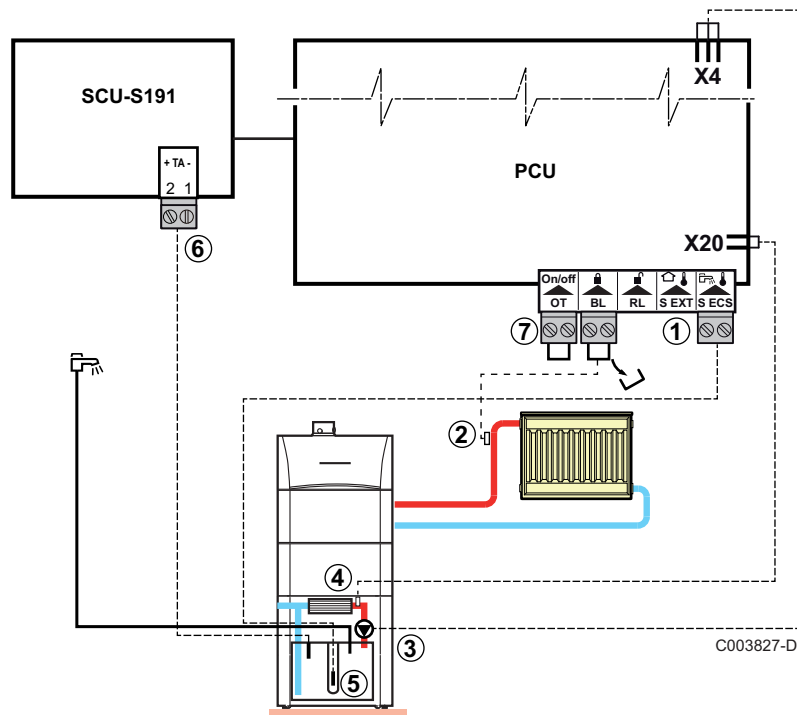 X4
SCU-S191
+ TA -
2 1
PCU
6
X20
On/off
OT BL RL S EXT S ECS
7
1
2
4
3
C003827-D
5